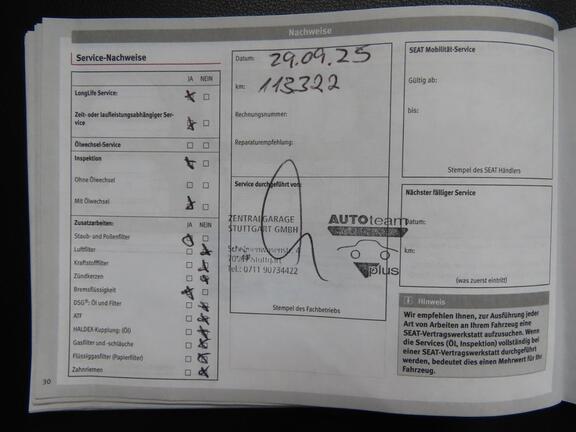 Nachweise
Service-Nachweise
JA NEIN
LongLife Service:
Zeit- oder laufleistungsabhängiger Ser-
vice
Ölwechsel-Service
Inspektion
Ohne Ölwechsel
Mit Ölwechsel
Zusatzarbeiten: JA NEIN
Staub- und Pollenfilter
Luftfilter
Kraftstofffilter
Zündkerzen
Bremsflüssigkeit
DSG®: Öl und Filter
ATF
HALDEX-Kupplung: (Öl)
Gasfilter und -schläuche
Flüssiggasfilter (Papierfilter)
Zahnriemen
30
Datum: 29.09.25
km: 113322
Rechnungsnummer:
Reparaturempfehlung:
Service durchgeführt von:
ZENTRALGARAGE
STUTTGART GMBH
Stuttgart
Tel.: 0711 90734422
AUTOteam
plus
Stempel des Fachbetriebs
SEAT Mobilität-Service
Gültig ab:
bis:
Stempel des SEAT Händlers
Nächster fälliger Service
Datum:
km:
(was zuerst eintritt)
i Hinweis
Wir empfehlen Ihnen, zur Ausführung jeder
Art von Arbeiten an Ihrem Fahrzeug eine
SEAT-Vertragswerkstatt aufzusuchen. Wenn
die Services (Öl, Inspektion) vollständig bei
einer SEAT-Vertragswerkstatt durchgeführt
werden, bedeutet dies einen Mehrwert für Ihr
Fahrzeug.